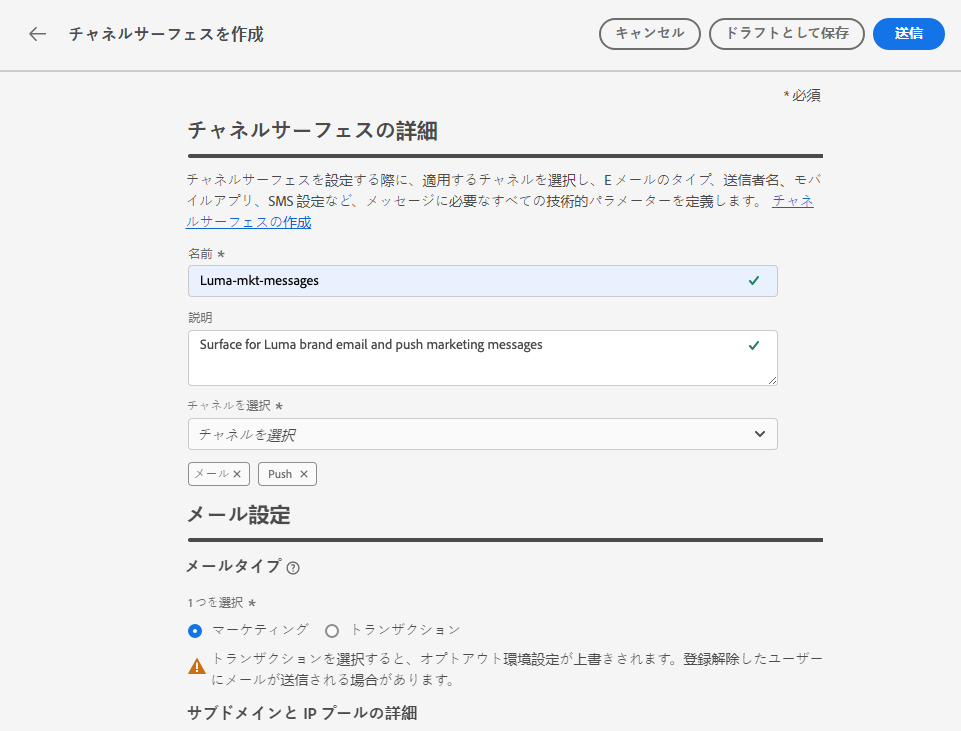 チャネルサーフェスを作成
キャンセル
ドラフトとして保存
送信
* 必須
チャネルサーフェスの詳細
チャネルサーフェスを設定する際に、適用するチャネルを選択し、E メールのタイプ、送信者名、モバ
イルアプリ、SMS 設定など、メッセージに必要なすべての技術的パラメーターを定義します。 チャネ
ルサーフェスの作成
名前 *
Luma-mkt-messages
説明
Surface for Luma brand email and push marketing messages
チャネルを選択 *
チャネルを選択
メール ×
Push ×
メール設定
メールタイプ ?
1 つを選択 *
マーケティング
トランザクション
トランザクションを選択すると、オプトアウト環境設定が上書きされます。登録解除したユーザー
にメールが送信される場合があります。
サブドメインと IP プールの詳細